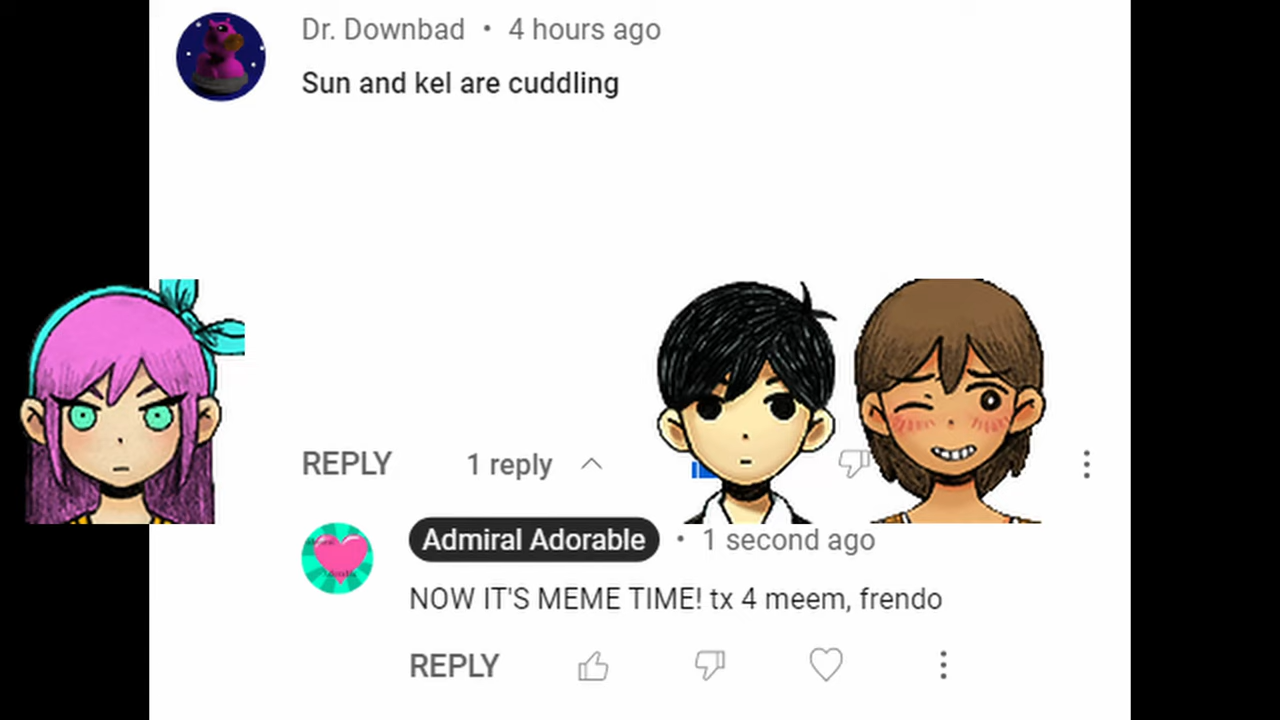 Dr. Downbad • 4 hours ago
Sun and kel are cuddling
REPLY 1 reply
Admiral Adorable • 1 second ago
NOW IT'S MEME TIME! tx 4 meem, frendo
REPLY